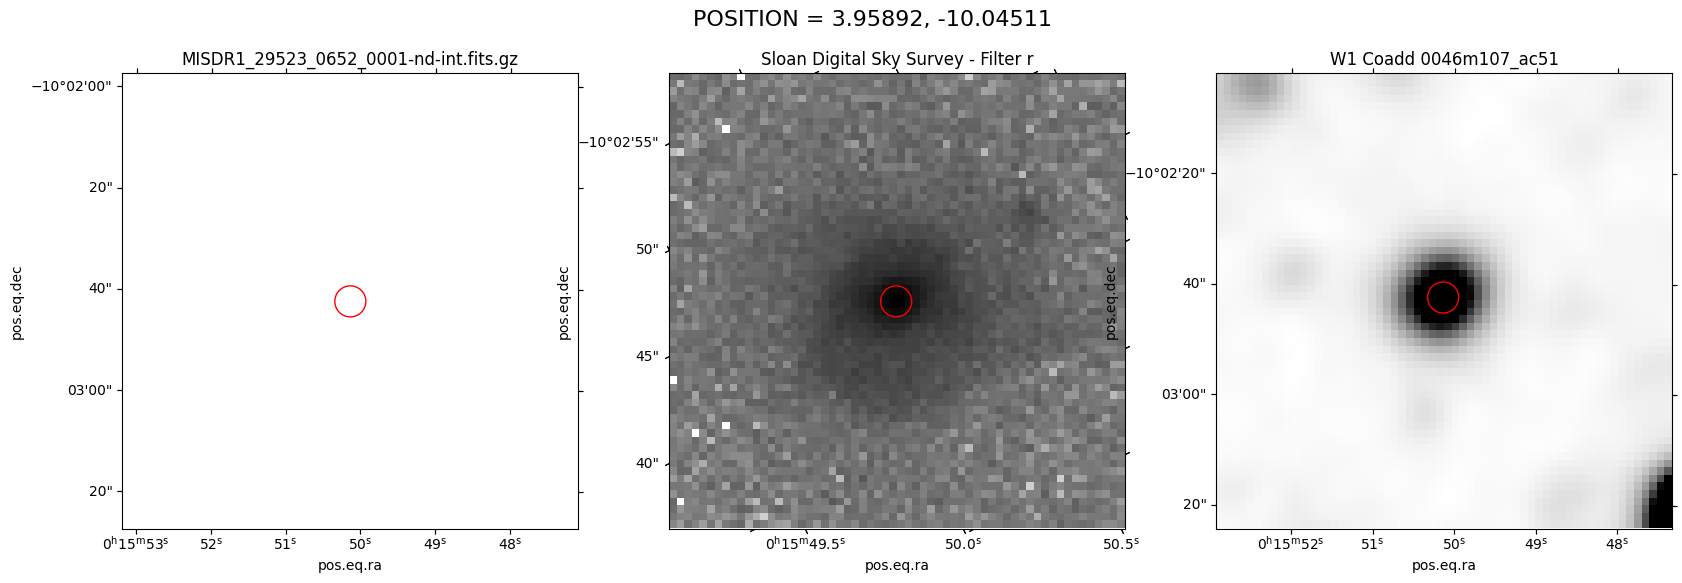 POSITION = 3.95892, -10.04511
MISDR1_29523_0652_0001-nd-int.fits.gz
−10°02'00"
20"
40"
03'00"
20"
pos.eq.dec
0ʰ15ᵐ53ˢ
52ˢ
51ˢ
50ˢ
49ˢ
48ˢ
pos.eq.ra
Sloan Digital Sky Survey - Filter r
−10°02'55"
50"
45"
40"
pos.eq.dec
0ʰ15ᵐ49.5ˢ
50.0ˢ
50.5ˢ
pos.eq.ra
W1 Coadd 0046m107_ac51
−10°02'20"
40"
03'00"
20"
pos.eq.dec
0ʰ15ᵐ52ˢ
51ˢ
50ˢ
49ˢ
48ˢ
pos.eq.ra